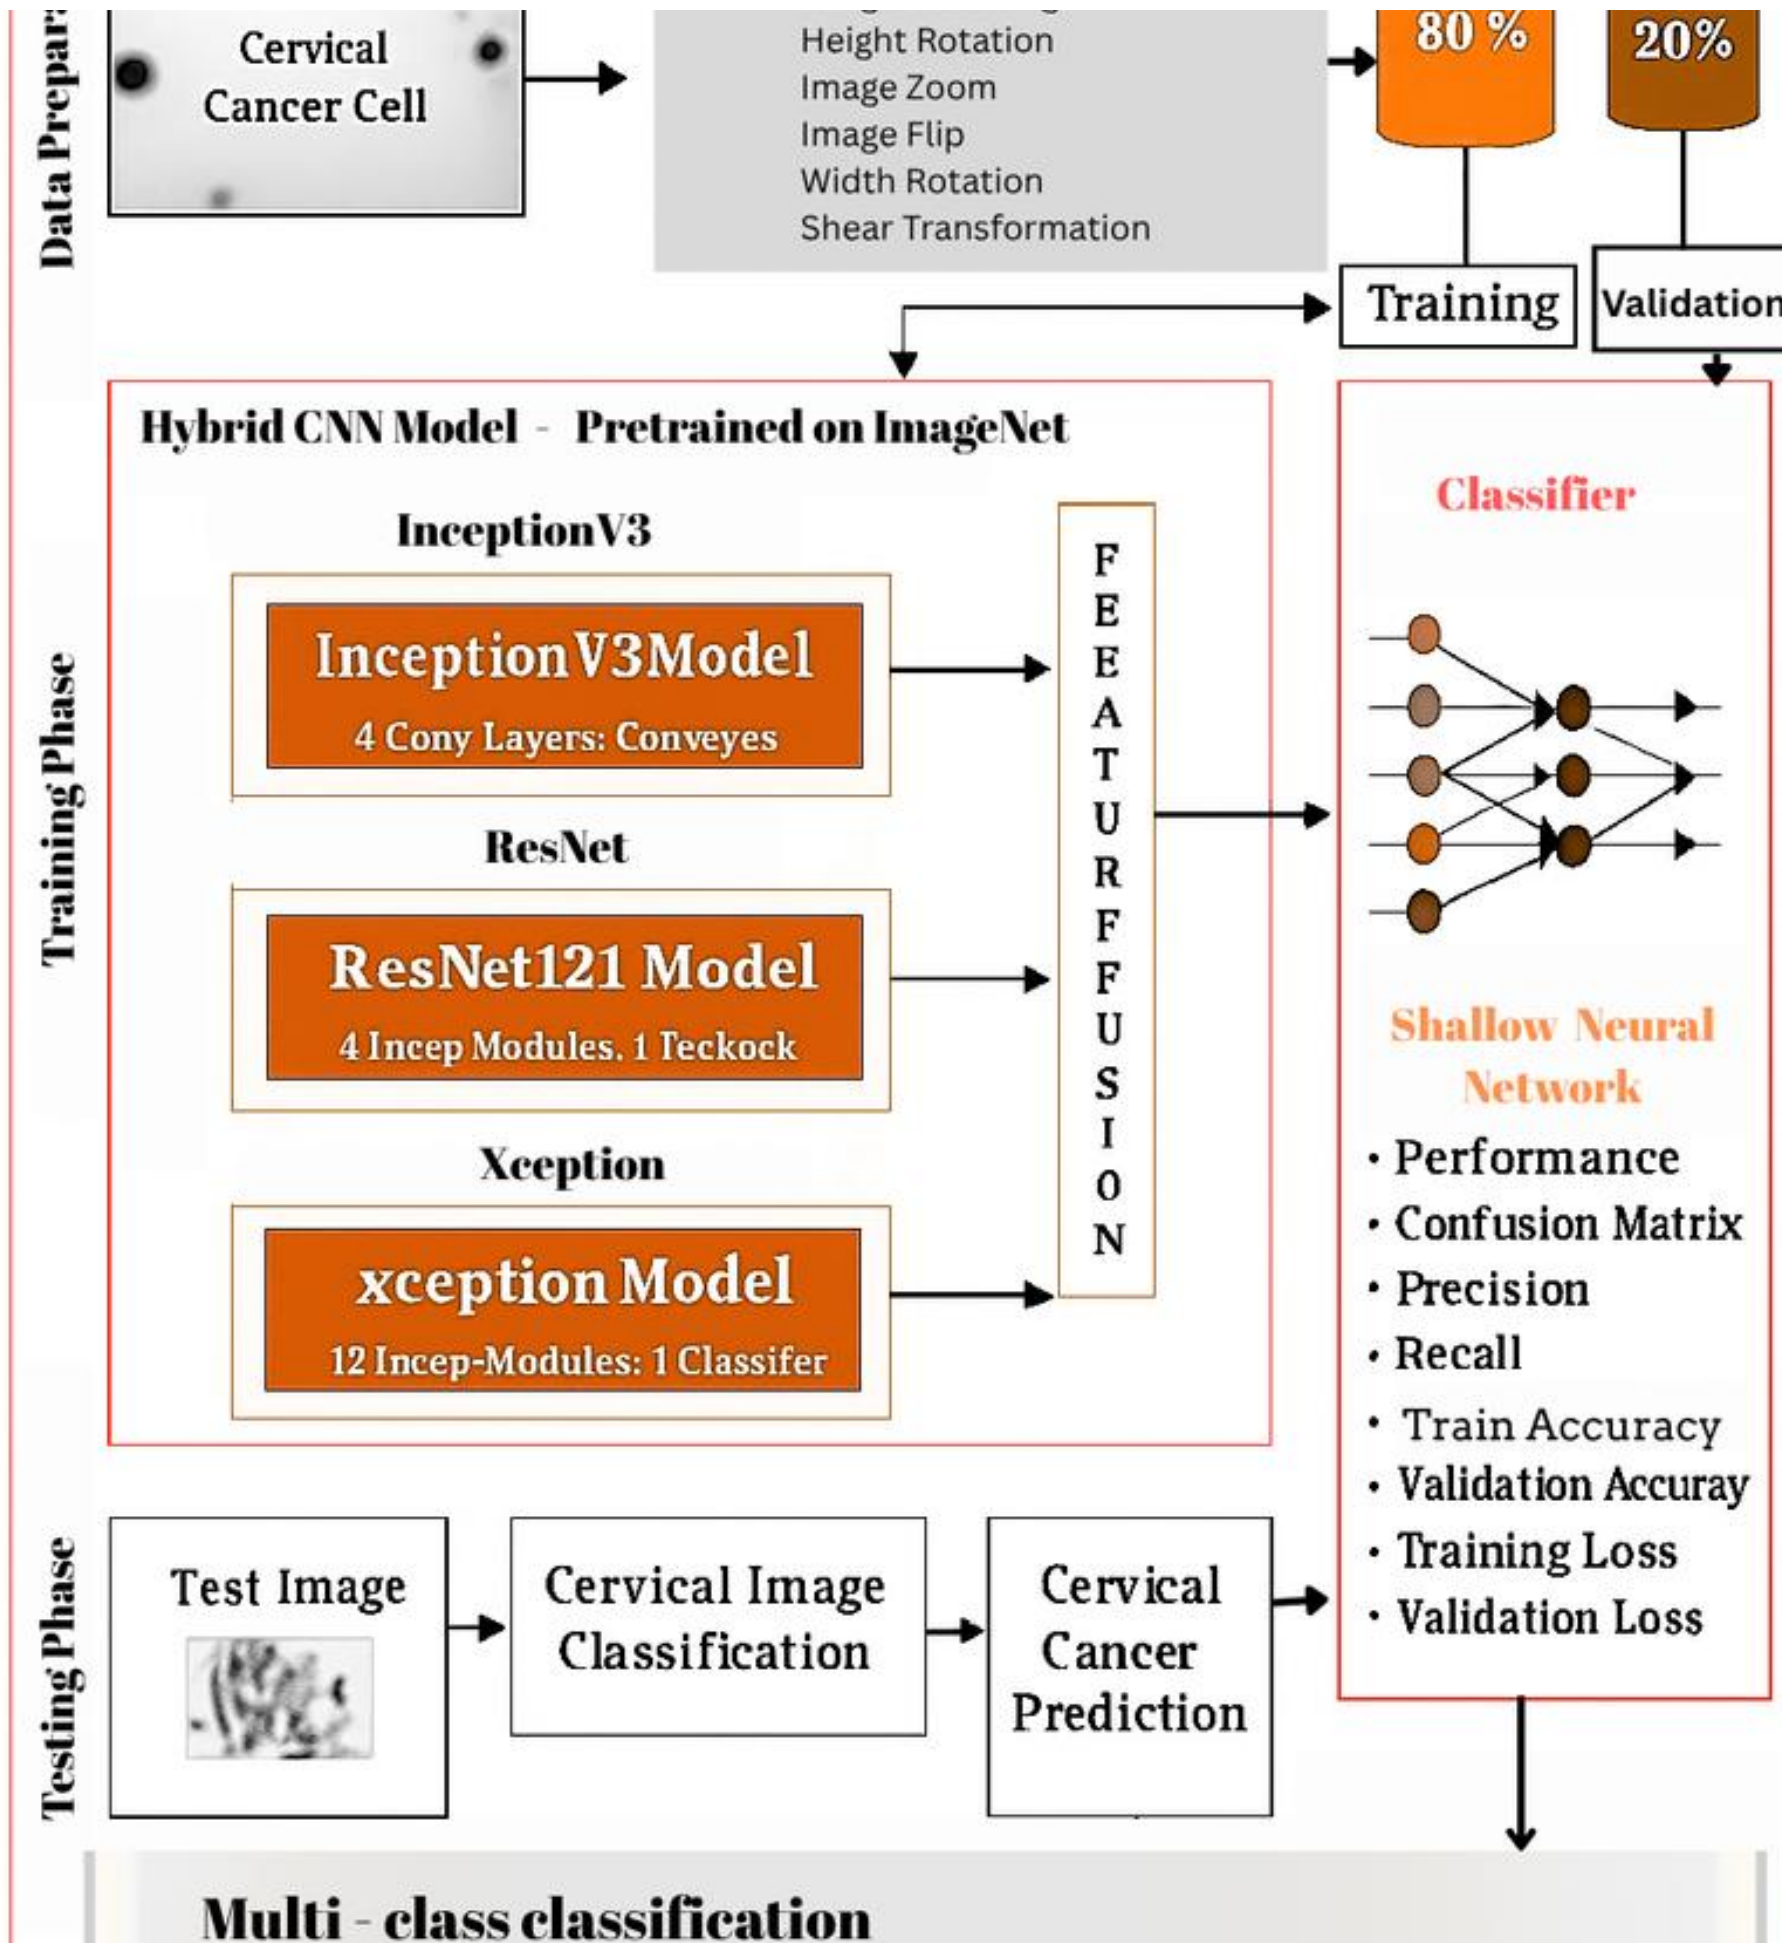 Data Prepar
Cervical
Cancer Cell
Height Rotation
Image Zoom
Image Flip
Width Rotation
Shear Transformation
80 %
20%
Training
Validation
Training Phase
Hybrid CNN Model - Pretrained on ImageNet
InceptionV3
InceptionV3Model
4 Cony Layers: Conveyes
ResNet
ResNet121 Model
4 Incep Modules. 1 Teckock
Xception
xception Model
12 Incep-Modules: 1 Classifer
F
E
E
A
T
U
R
F
F
U
S
I
O
N
Classifier
Shallow Neural
Network
• Performance
• Confusion Matrix
• Precision
• Recall
• Train Accuracy
• Validation Accuray
• Training Loss
• Validation Loss
Testing Phase
Test Image
Cervical Image
Classification
Cervical
Cancer
Prediction
Multi - class classification